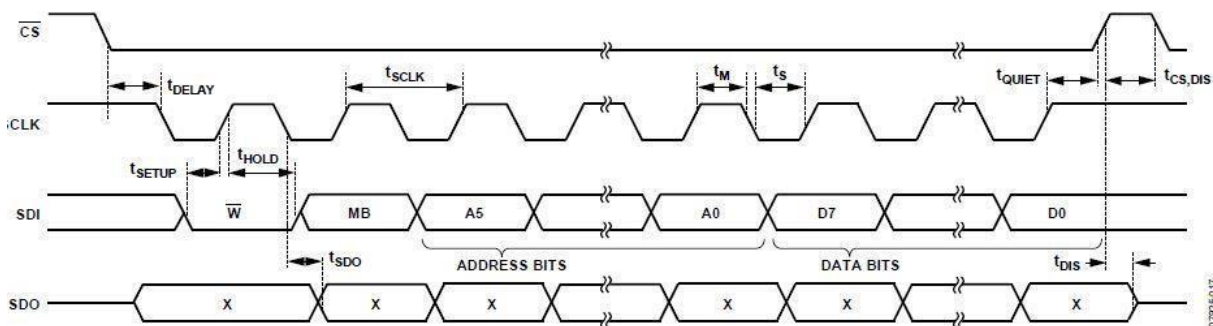 CS
tDELAY
tSCLK
tM
tS
tQUIET
tCS,DIS
SCLK
tSETUP
tHOLD
SDI
W
MB
A5
A0
D7
D0
tSDO
ADDRESS BITS
DATA BITS
tDIS
SDO
X
X
X
X
X
X